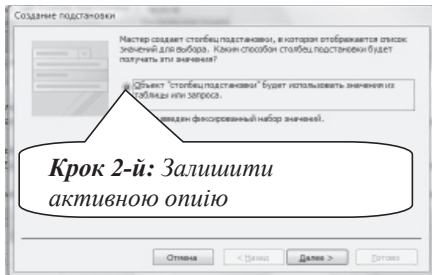 Создание подстановки
Мастер создает столбец подстановки, в котором отображается список
значений для выбора. Каким способом столбец подстановки будет
получать эти значения?
Объект "столбец подстановки" будет использовать значения из
таблицы или запроса.
введен фиксированный набор значений.
Крок 2-й: Залишити
активною опцію
Отмена < Назад Далее > Готово